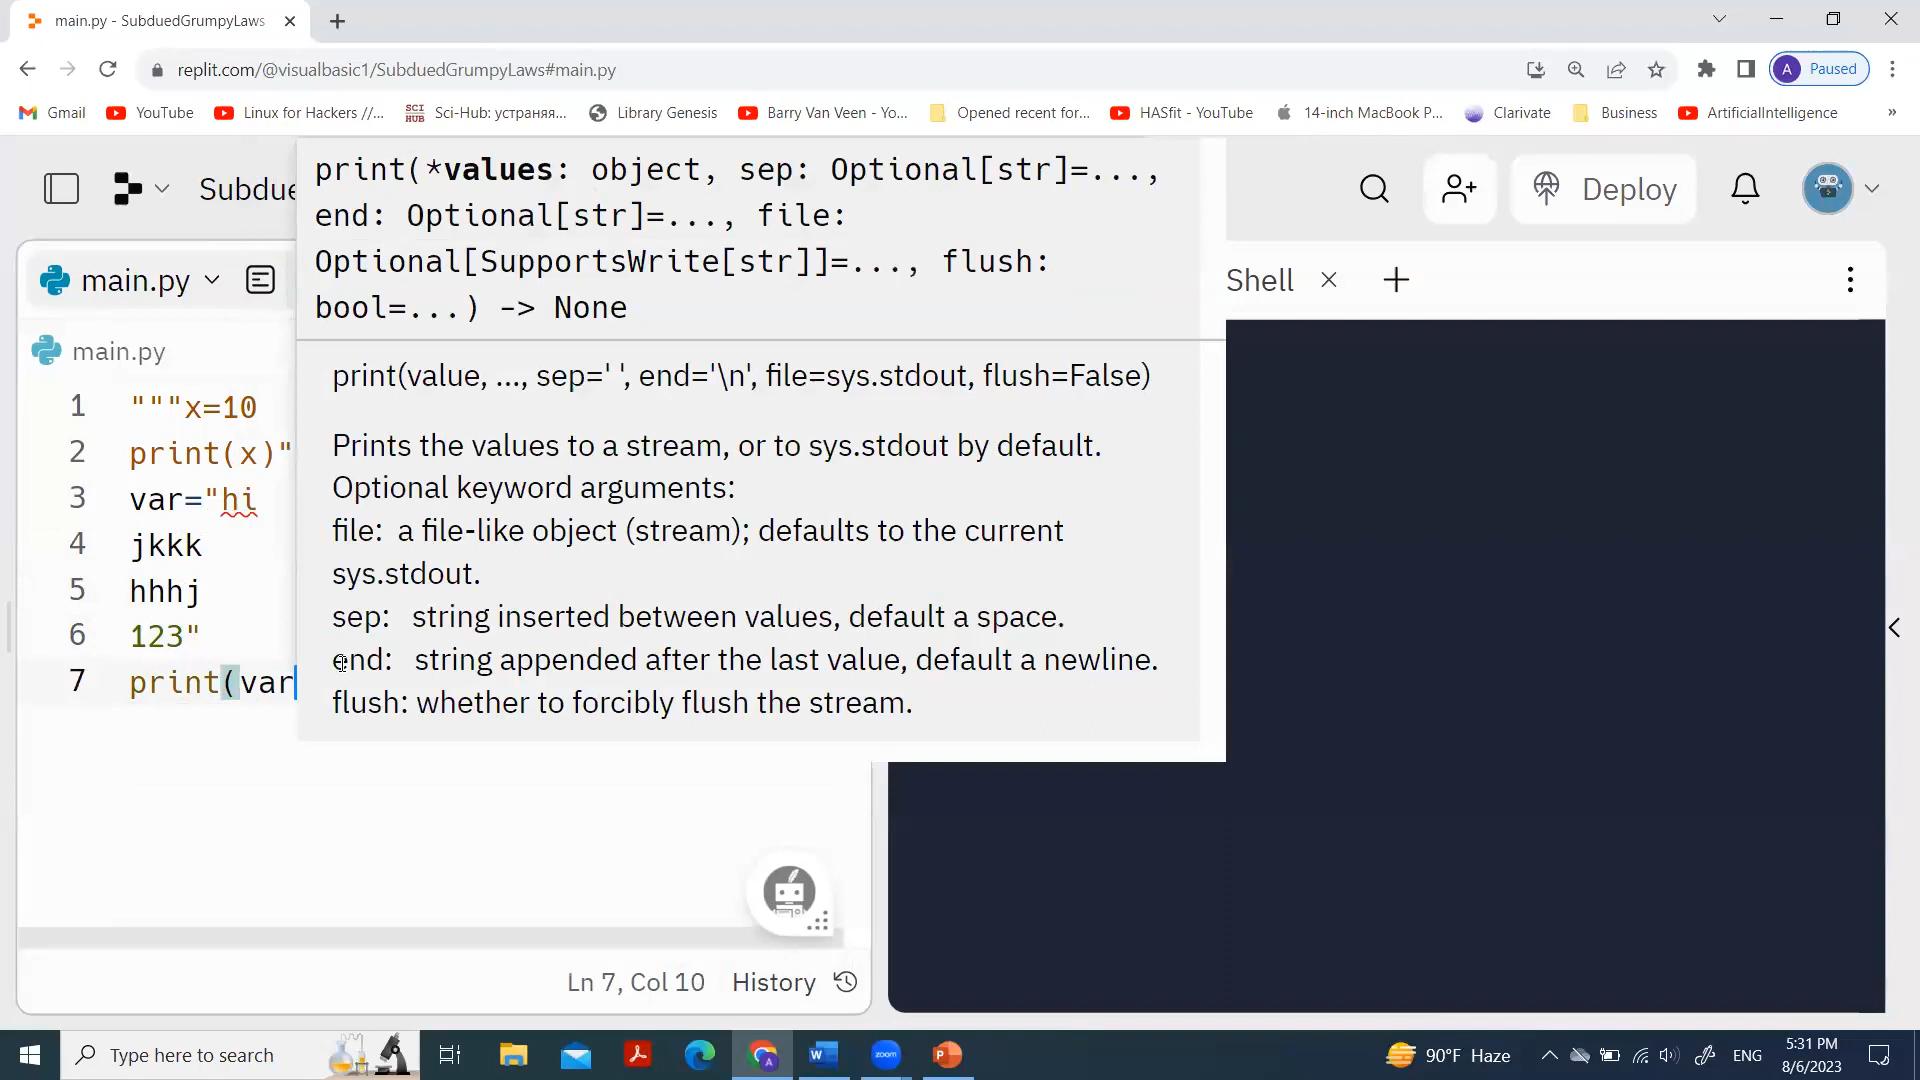 main.py - SubduedGrumpyLaws
replit.com/@visualbasic1/SubduedGrumpyLaws#main.py
A Paused
Gmail YouTube Linux for Hackers //... SCI HUB Sci-Hub: устраняя... Library Genesis Barry Van Veen - Yo... Opened recent for... HASfit - YouTube 14-inch MacBook P... Clarivate Business ArtificialIntelligence »
Subdue
Deploy
print(*values: object, sep: Optional[str]=...,
end: Optional[str]=..., file:
Optional[SupportsWrite[str]]=..., flush:
bool=...) -> None
print(value, ..., sep=' ', end='\n', file=sys.stdout, flush=False)
Prints the values to a stream, or to sys.stdout by default.
Optional keyword arguments:
file: a file-like object (stream); defaults to the current
sys.stdout.
sep: string inserted between values, default a space.
end: string appended after the last value, default a newline.
flush: whether to forcibly flush the stream.
main.py
Shell
main.py
1 """x=10
2 print(x)"
3 var="hi
4 jkkk
5 hhhj
6 123"
7 print(var
Ln 7, Col 10 History
Type here to search
W
zoom
P
90°F Haze
ENG
5:31 PM
8/6/2023